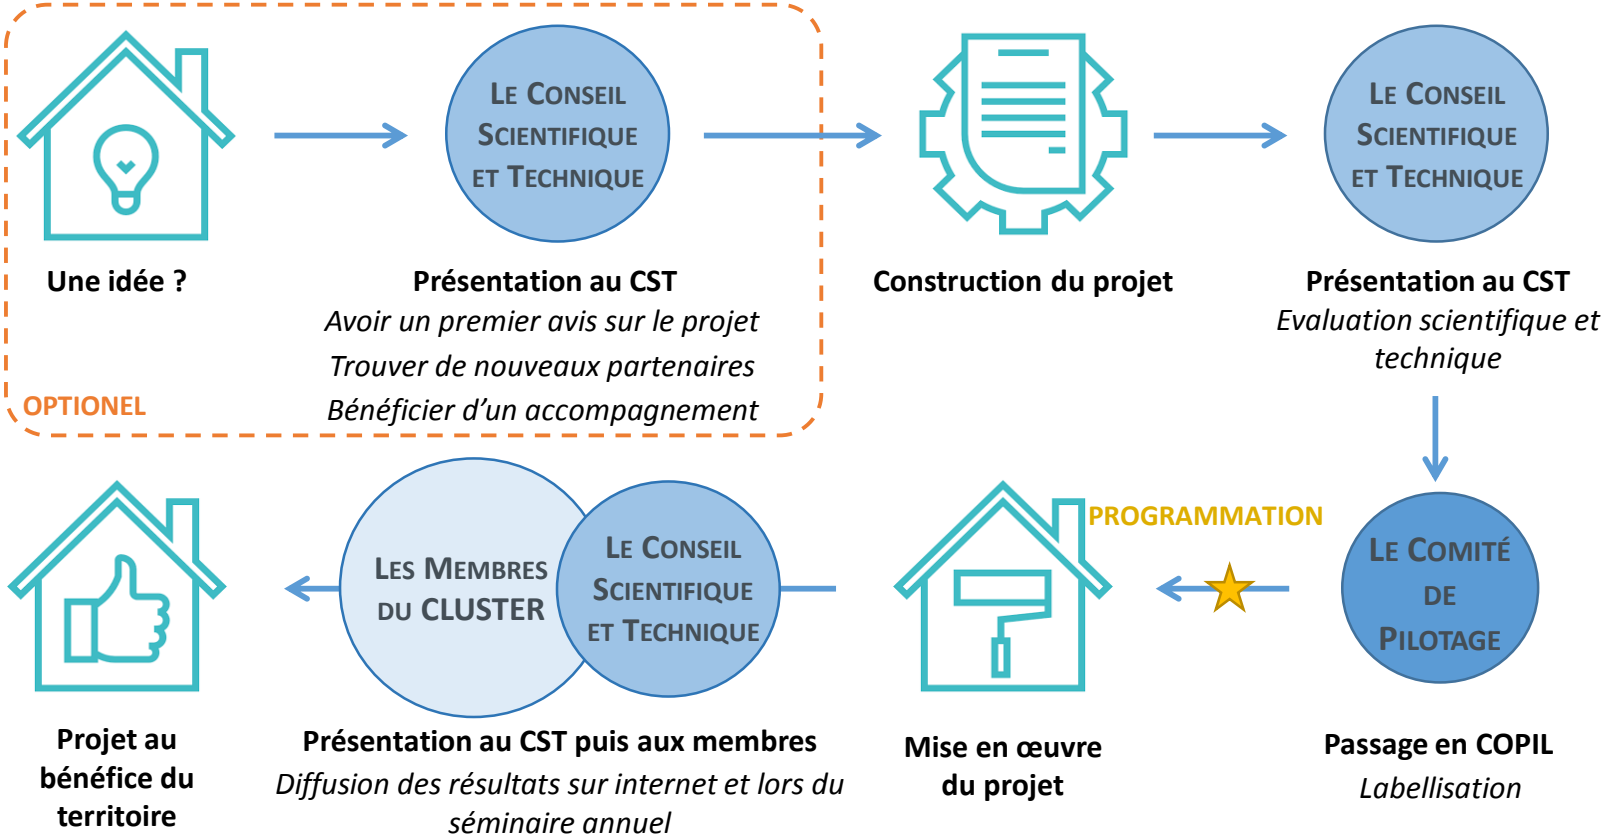 LE CONSEIL
SCIENTIFIQUE
ET TECHNIQUE
LE CONSEIL
SCIENTIFIQUE
ET TECHNIQUE
Une idée ?
Présentation au CST
Avoir un premier avis sur le projet
Trouver de nouveaux partenaires
Bénéficier d'un accompagnement
OPTIONEL
Construction du projet
Présentation au CST
Evaluation scientifique et
technique
LES MEMBRES
DU CLUSTER
LE CONSEIL
SCIENTIFIQUE
ET TECHNIQUE
PROGRAMMATION
LE COMITÉ
DE
PILOTAGE
Projet au
bénéfice du
territoire
Présentation au CST puis aux membres
Diffusion des résultats sur internet et lors du
séminaire annuel
Mise en œuvre
du projet
Passage en COPIL
Labellisation